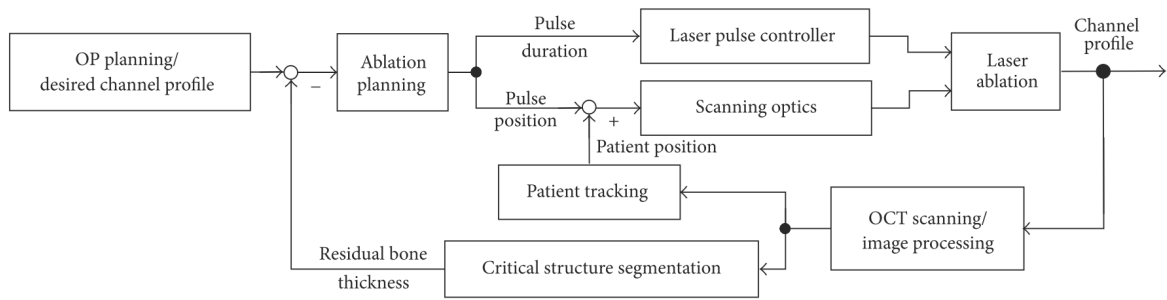 OP planning/
desired channel profile
−
Ablation
planning
Pulse
duration
Laser pulse controller
Pulse
position
+
Scanning optics
Laser
ablation
Channel
profile
Patient position
Patient tracking
OCT scanning/
image processing
Critical structure segmentation
Residual bone
thickness